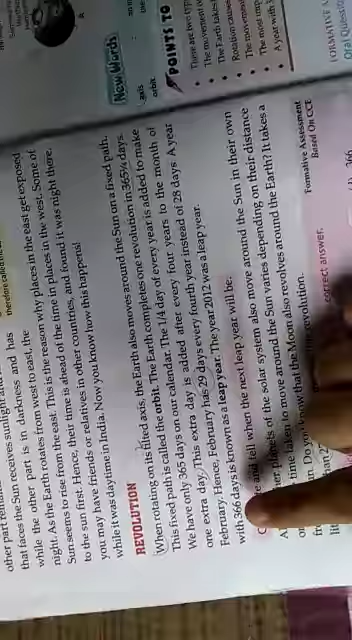 other part
that faces the Sun receives sunlight and
while the other part is in darkness and has
night. As the Earth rotates from west to east, the
Sun seems to rise from the east. This is the reason why places in the east get exposed
to the sun first. Hence, their time is ahead of the time in places in the west. Some of
you may have friends or relatives in other countries, and found it was night there,
while it was daytime in India. Now you know how this happens!
REVOLUTION
When rotating on its tilted axis, the Earth also moves around the Sun on a fixed path.
This fixed path is called the orbit. The Earth completes one revolution in 365¼ days.
We have only 365 days on our calendar. The 1/4 day of every year is added to make
one extra day. This extra day is added after every four years to the month of
February. Hence, February has 29 days every fourth year instead of 28 days. A year
with 366 days is known as a leap year. The year 2012 was a leap year.
and tell when the next leap year will be.
planets of the solar system also move around the Sun in their own
time taken to move around the Sun varies depending on their distance
Do you know that the Moon also revolves around the Earth? It takes a
revolution.
therefore called the
New Words
axis
orbit
POINTS TO
There are two
The movement
The Earth takes
Rotation causes
The movement
The most
A year with
Formative Assessment
Based On CCE
correct answer.
366
FORMATIVE
Oral Questio